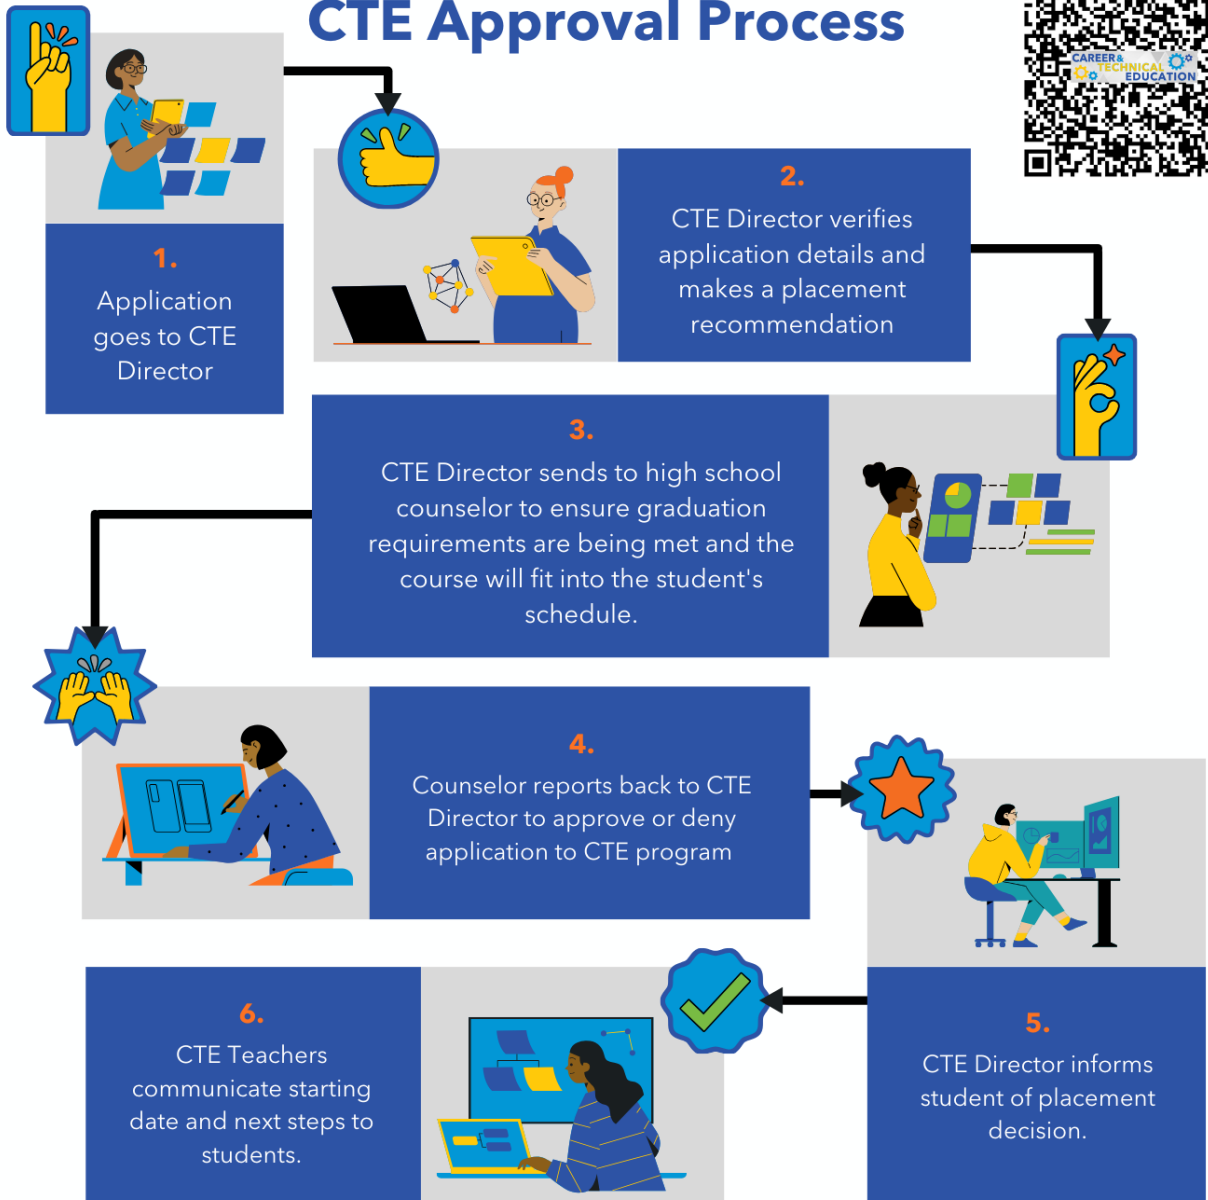 CTE Approval Process
CAREER &
TECHNICAL
EDUCATION
1.
Application
goes to CTE
Director
2.
CTE Director verifies
application details and
makes a placement
recommendation
3.
CTE Director sends to high school
counselor to ensure graduation
requirements are being met and the
course will fit into the student's
schedule.
4.
Counselor reports back to CTE
Director to approve or deny
application to CTE program
5.
CTE Director informs
student of placement
decision.
6.
CTE Teachers
communicate starting
date and next steps to
students.